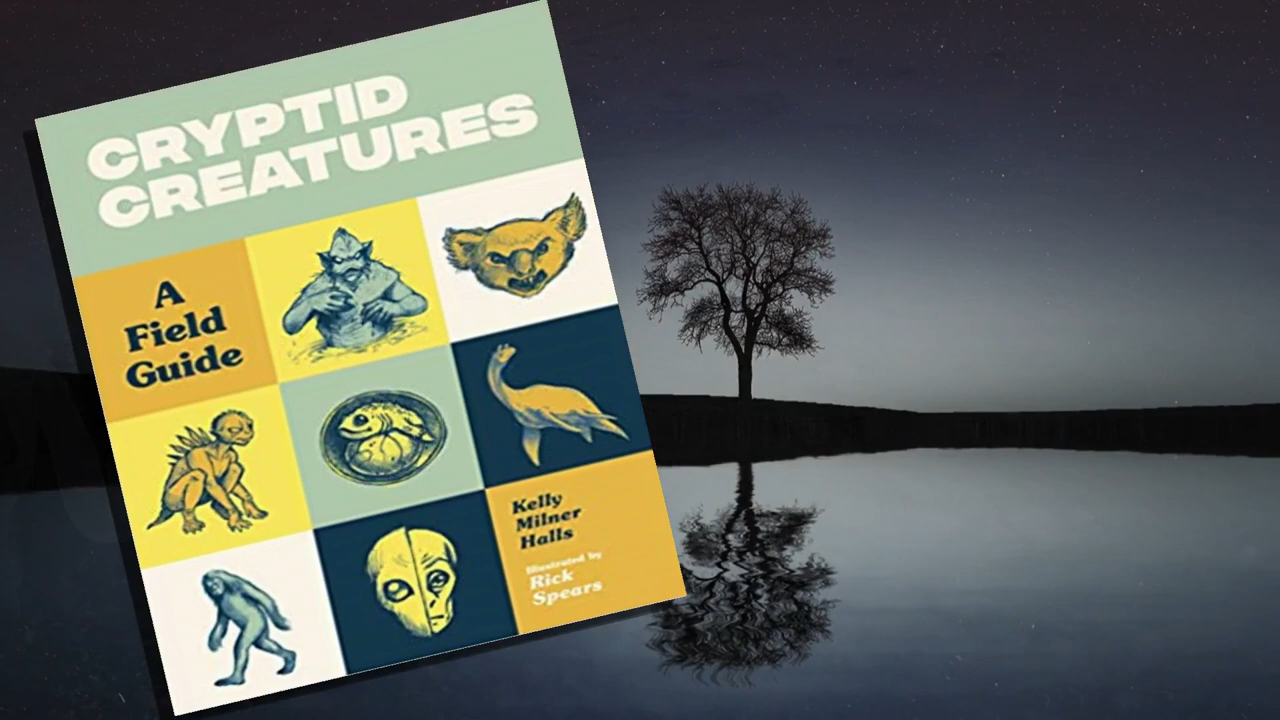 CRYPTID
CREATURES
A
Field
Guide
Kelly
Milner
Halls
Illustrated by
Rick
Spears